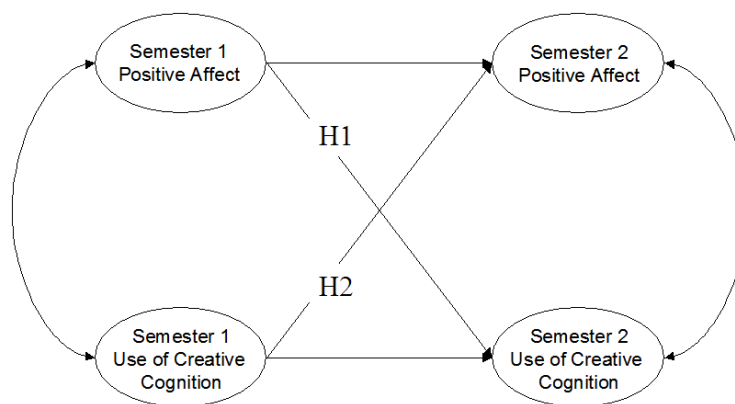 Semester 1
Positive Affect
Semester 2
Positive Affect
H1
H2
Semester 1
Use of Creative
Cognition
Semester 2
Use of Creative
Cognition